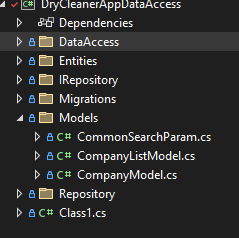 DryCleanerAppDataAccess
Dependencies
DataAccess
Entities
IRepository
Migrations
Models
C# CommonSearchParam.cs
C# CompanyListModel.cs
C# CompanyModel.cs
Repository
C# Class1.cs